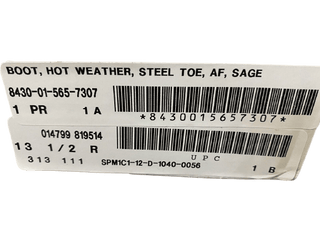 BOOT, HOT WEATHER, STEEL TOE, AF, SAGE
8430-01-565-7307
1 PR 1 A
*8430015657307*
014799 819514
13 1/2 R
UPC
313 111 SPM1C1-12-D-1040-0056 1 B